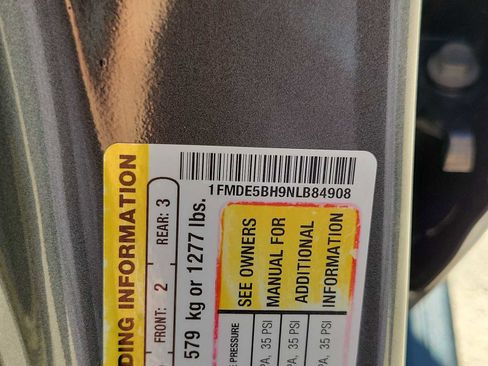 1FMDE5BH9NLB84908
DING INFORMATION
FRONT: 2 REAR: 3
579 kg or 1277 lbs.
SEE OWNERS
MANUAL FOR
ADDITIONAL
INFORMATION
PRESSURE
PA, 35 PSI
PA, 35 PSI
PA, 35 PSI